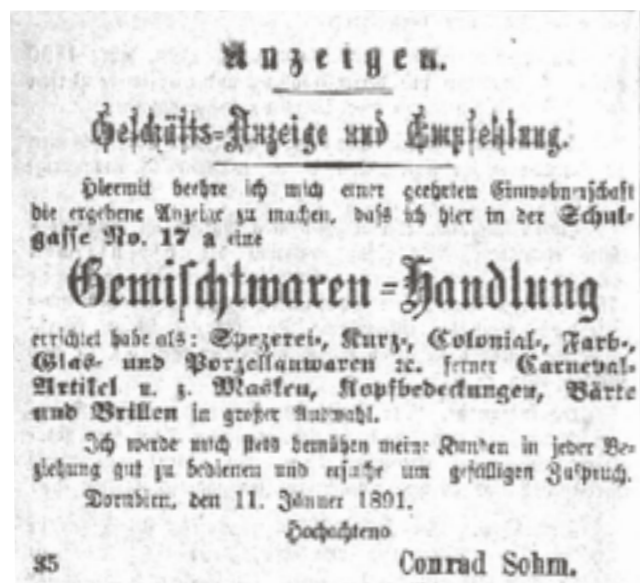 Anzeigen.
Geschäfts=Anzeige und Empfehlung.
Hiermit beehre ich mich einer geehrten Einwohnerschaft
die ergebene Anzeige zu machen, daß ich hier in der Schul=
gasse No. 17 a eine
Gemischtwaren=Handlung
errichtet habe als: Spezerei=, Kurz=, Colonial=, Farb=,
Glas= und Porzellanwaren ꝛc. ferner Carneval=
Artikel u. z. Masken, Kopfbedeckungen, Bärte
und Brillen in großer Auswahl.
Ich werde mich stets bemühen meine Kunden in jeder Be=
ziehung gut zu bedienen und ersuche um gefälligen Zuspruch.
Dornbirn, den 11. Jänner 1891.
Hochachtend
35 Conrad Sohm.